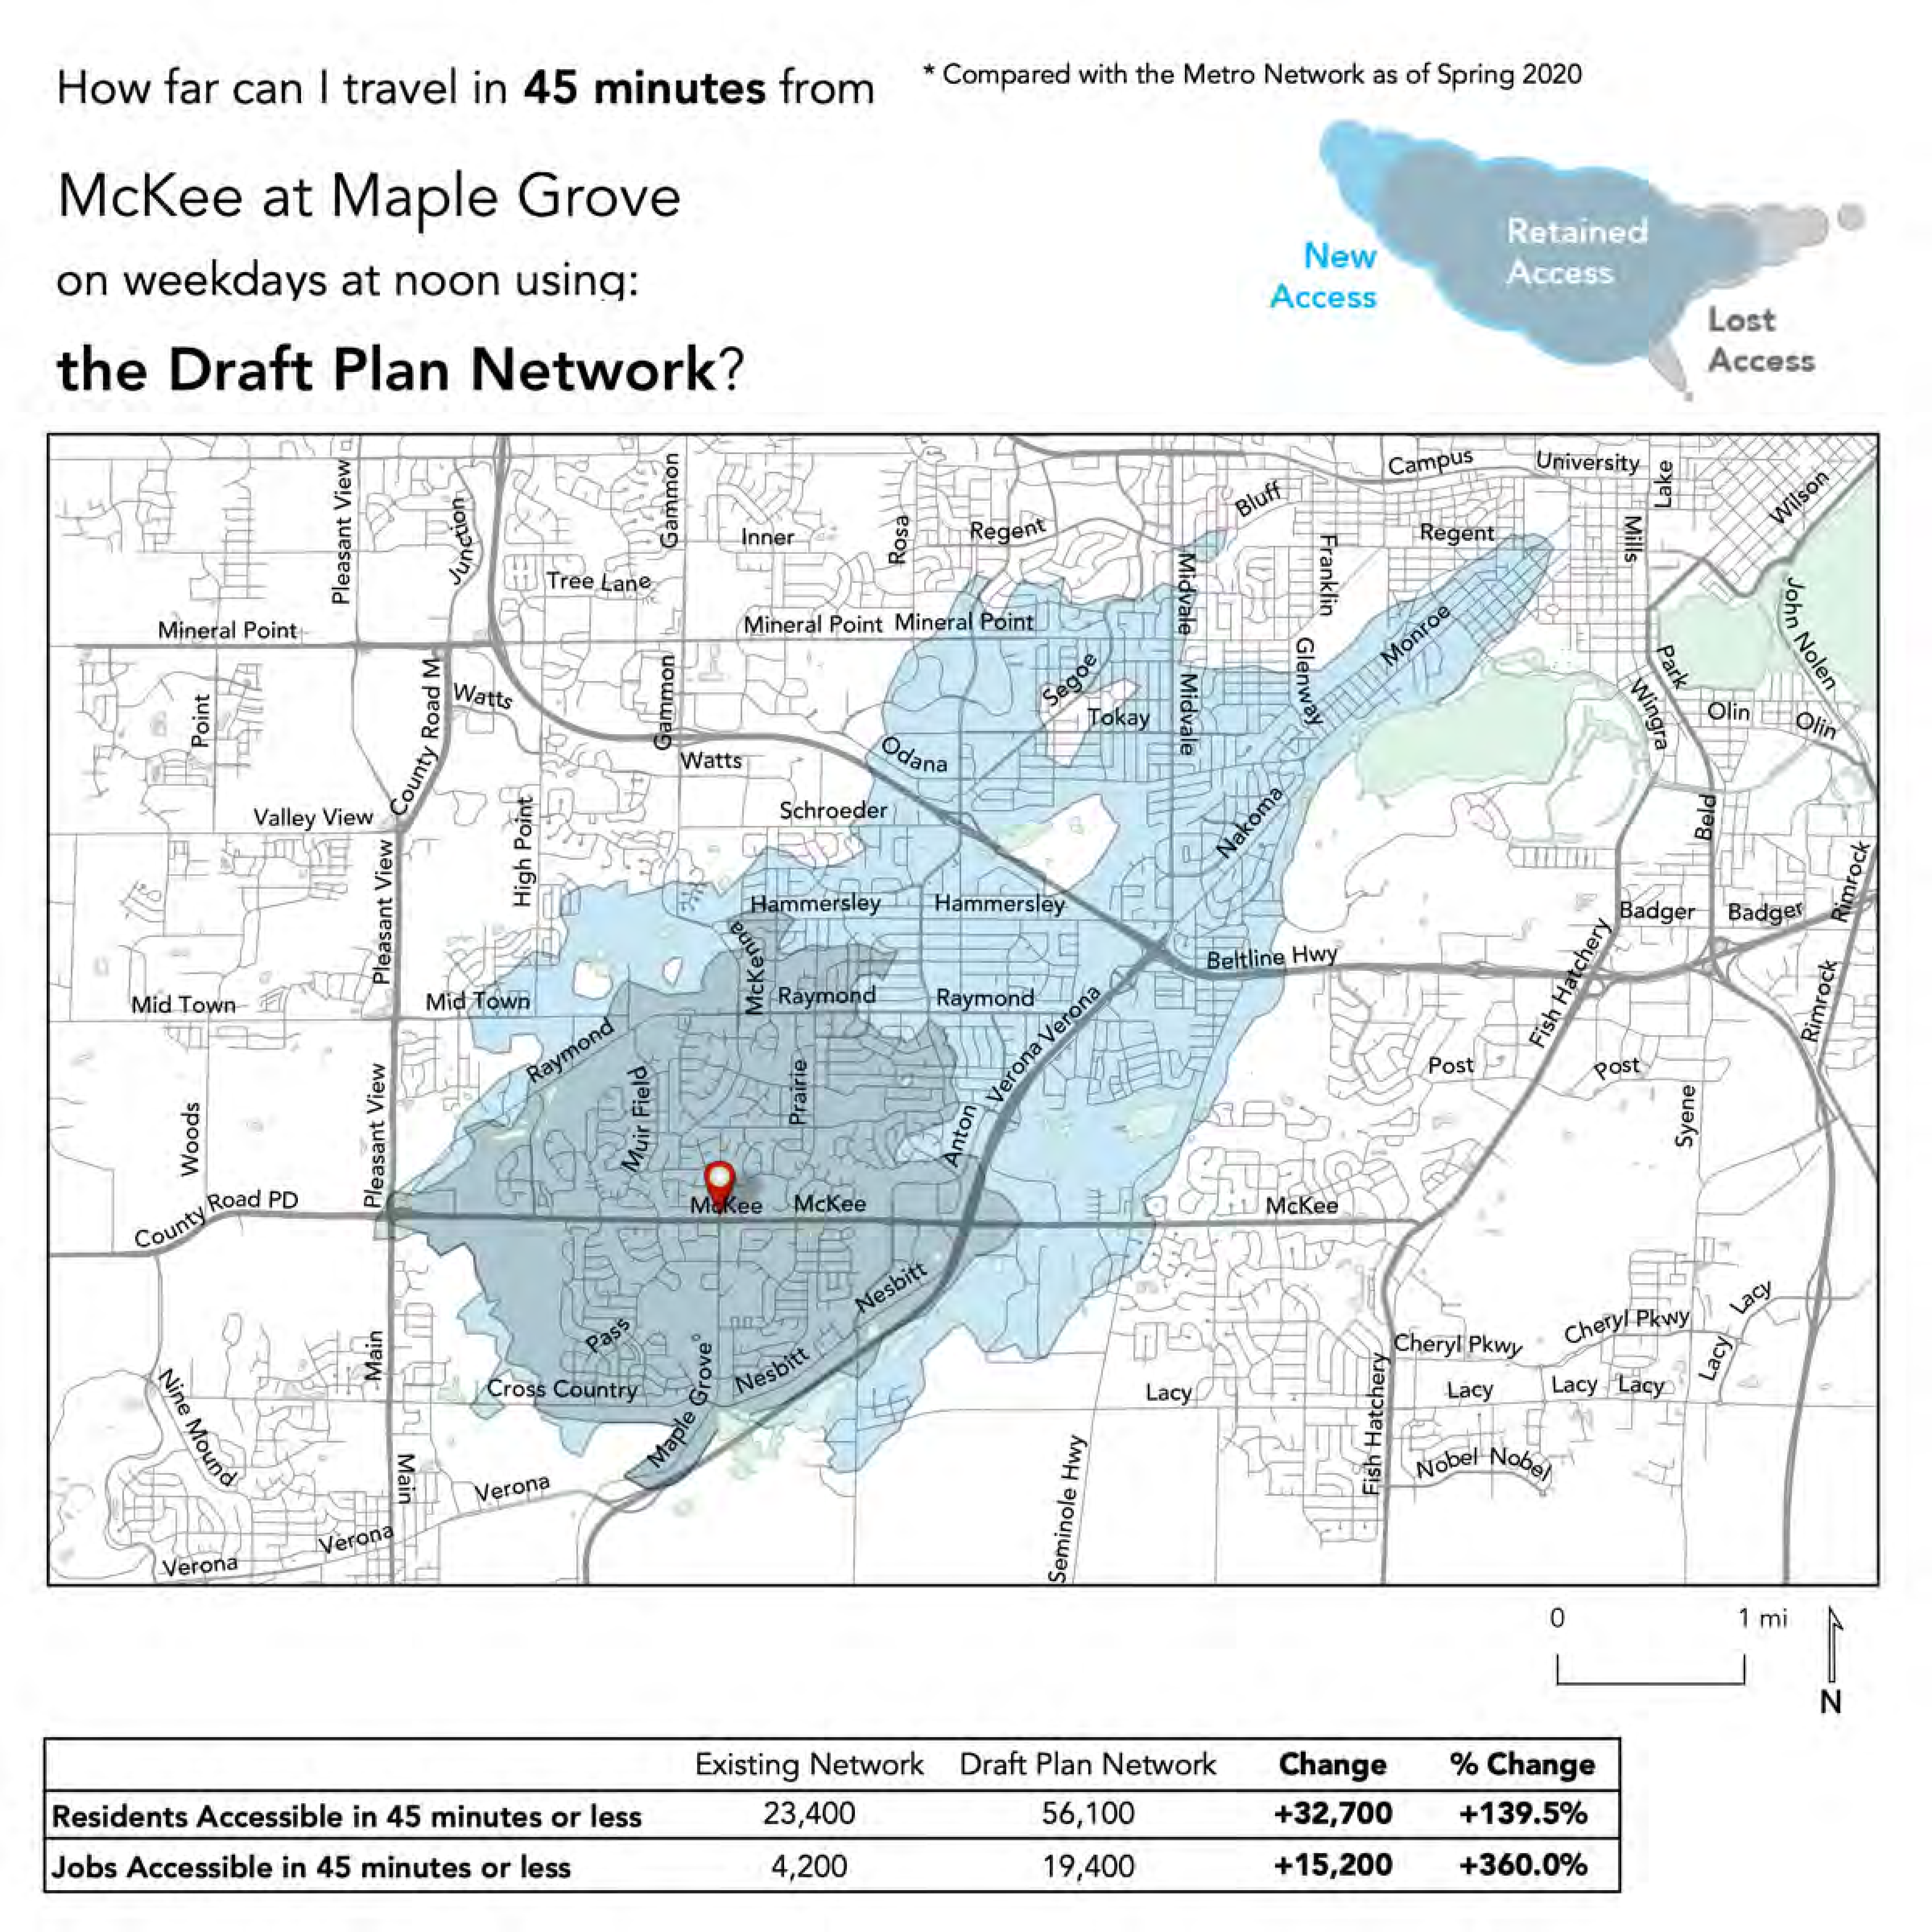 How far can I travel in 45 minutes from
* Compared with the Metro Network as of Spring 2020
McKee at Maple Grove
on weekdays at noon using:
the Draft Plan Network?
New
Access
Retained
Access
Lost
Access
Pleasant View
Junction
Gammon
Inner
Rosa
Regent
Bluff
Campus
University
Lake
Wilson
Tree Lane
Midvale
Franklin
Regent
Mills
John Nolen
Mineral Point
Mineral Point
Mineral Point
Point
County Road M
Watts
Gammon
Segoe
Tokay
Midvale
Glenway
Monroe
Park
Wingra
Olin
Olin
Watts
Odana
Valley View
High Point
Schroeder
Nakoma
Beld
Rimrock
Pleasant View
Hammersley
Hammersley
Badger
Badger
McKenna
Beltline Hwy
Fish Hatchery
Mid Town
Mid Town
Raymond
Raymond
Raymond
Verona
Verona
Rimrock
Woods
Pleasant View
Muir Field
Prairie
Anton
Post
Post
Syene
County Road PD
McKee
McKee
McKee
Nesbitt
Pass
Main
Cross Country
Maple Grove
Nesbitt
Cheryl Pkwy
Cheryl Pkwy
Lacy
Lacy
Nine Mound
Lacy
Fish Hatchery
Lacy
Lacy
Lacy
Main
Verona
Verona
Verona
Seminole Hwy
Nobel
Nobel
0 1 mi
N
Existing Network Draft Plan Network Change % Change
Residents Accessible in 45 minutes or less 23,400 56,100 +32,700 +139.5%
Jobs Accessible in 45 minutes or less 4,200 19,400 +15,200 +360.0%